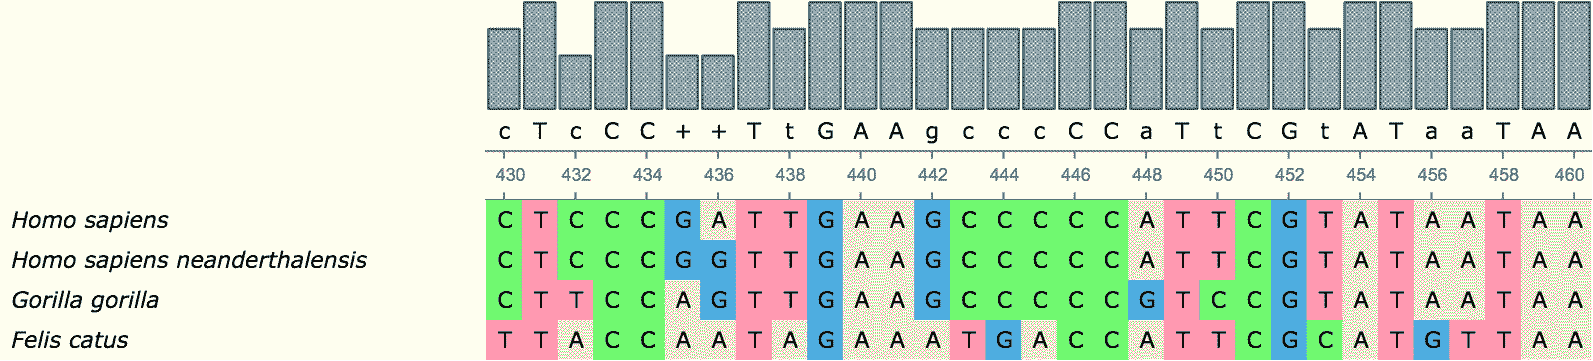 c T c C C + + T t G A A g c c c C C a T t C G t A T a a T A A
430 432 434 436 438 440 442 444 446 448 450 452 454 456 458 460
Homo sapiens C T C C C G A T T G A A G C C C C C A T T C G T A T A A T A A
Homo sapiens neanderthalensis C T C C C G G T T G A A G C C C C C A T T C G T A T A A T A A
Gorilla gorilla C T T C C A G T T G A A G C C C C C G T C C G T A T A A T A A
Felis catus T T A C C A A T A G A A A T G A C C A T T C G C A T G T T A A